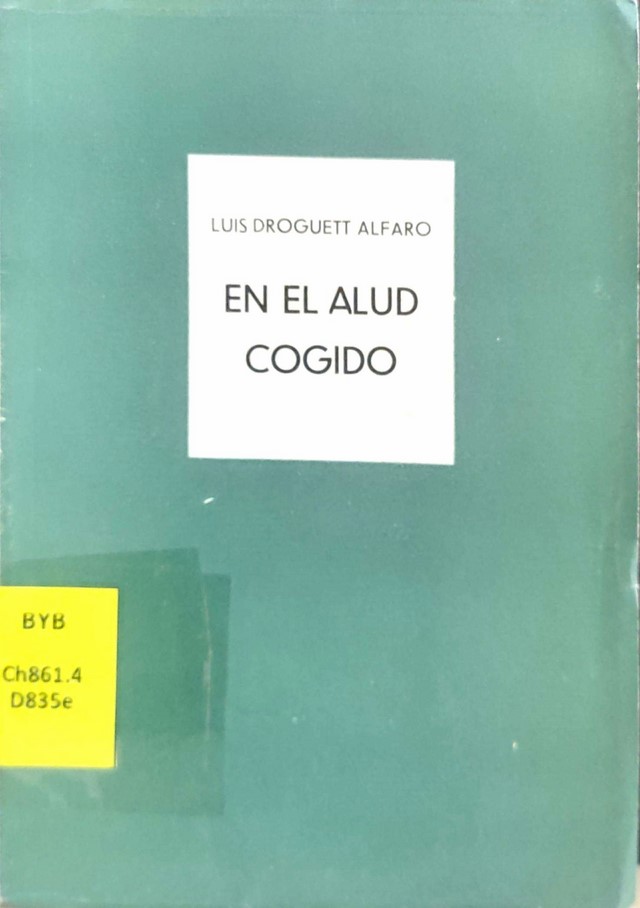 LUIS DROGUETT ALFARO
EN EL ALUD
COGIDO
BYB
Ch861.4
D835e